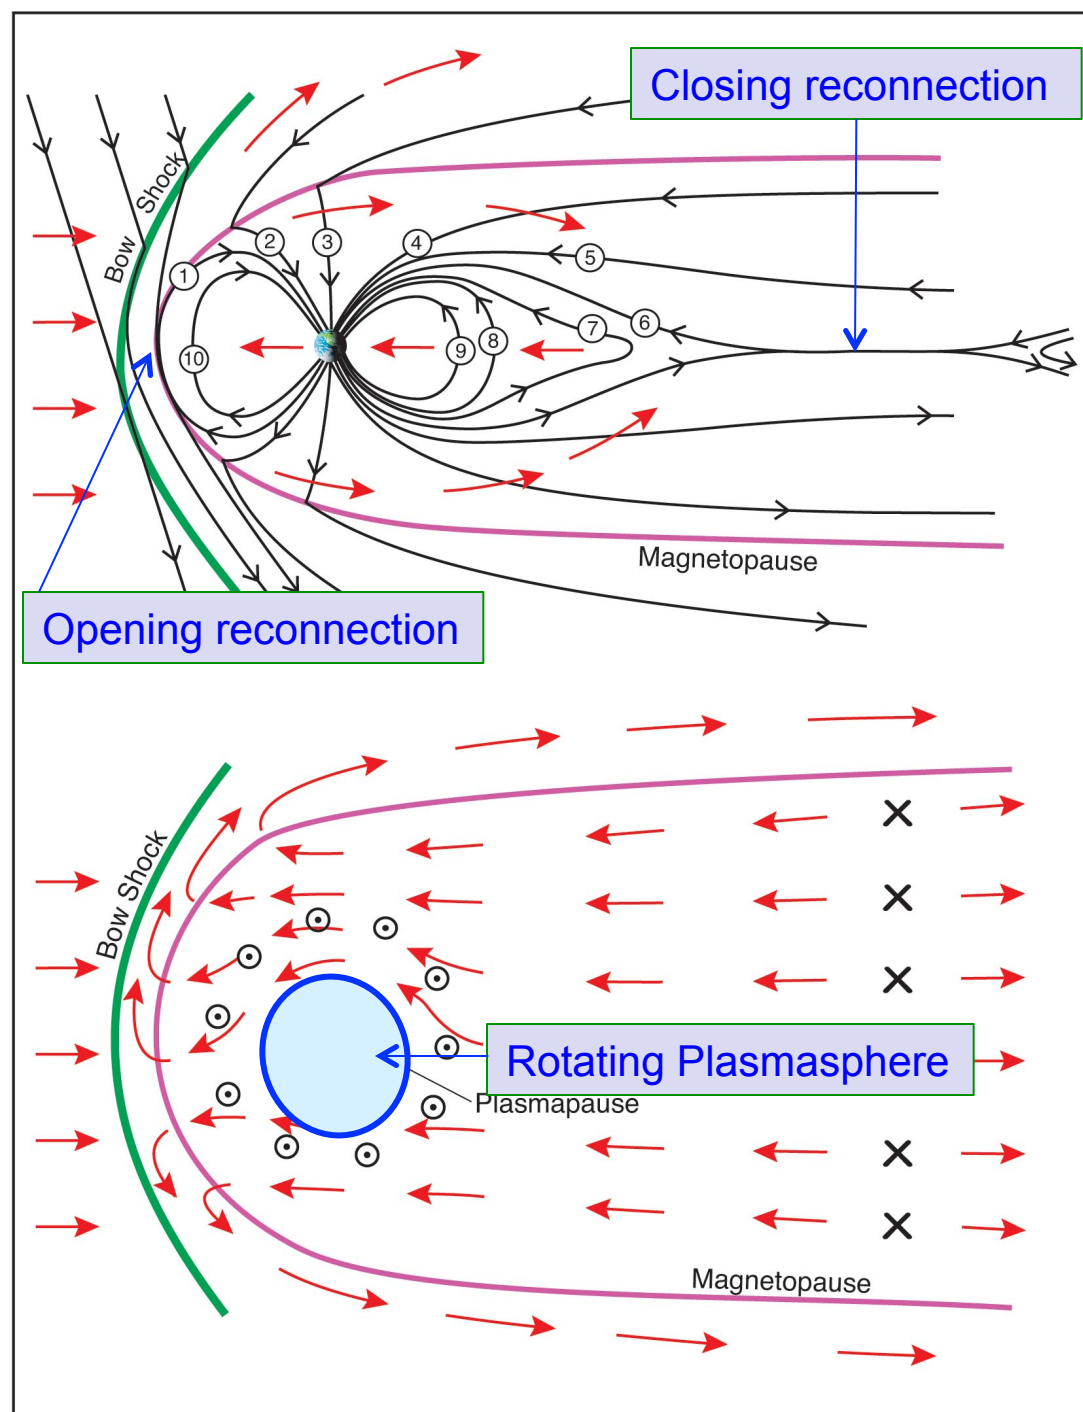 Closing reconnection
Bow Shock
1
2
3
4
5
6
7
8
9
10
Magnetopause
Opening reconnection
Bow Shock
Rotating Plasmasphere
Plasmapause
Magnetopause